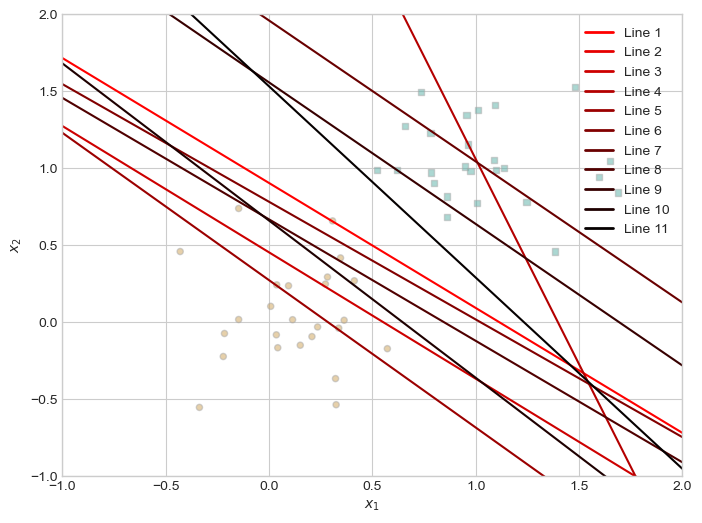 2.0
1.5
1.0
0.5
0.0
−0.5
−1.0
x2
−1.0 −0.5 0.0 0.5 1.0 1.5 2.0
x1
Line 1
Line 2
Line 3
Line 4
Line 5
Line 6
Line 7
Line 8
Line 9
Line 10
Line 11